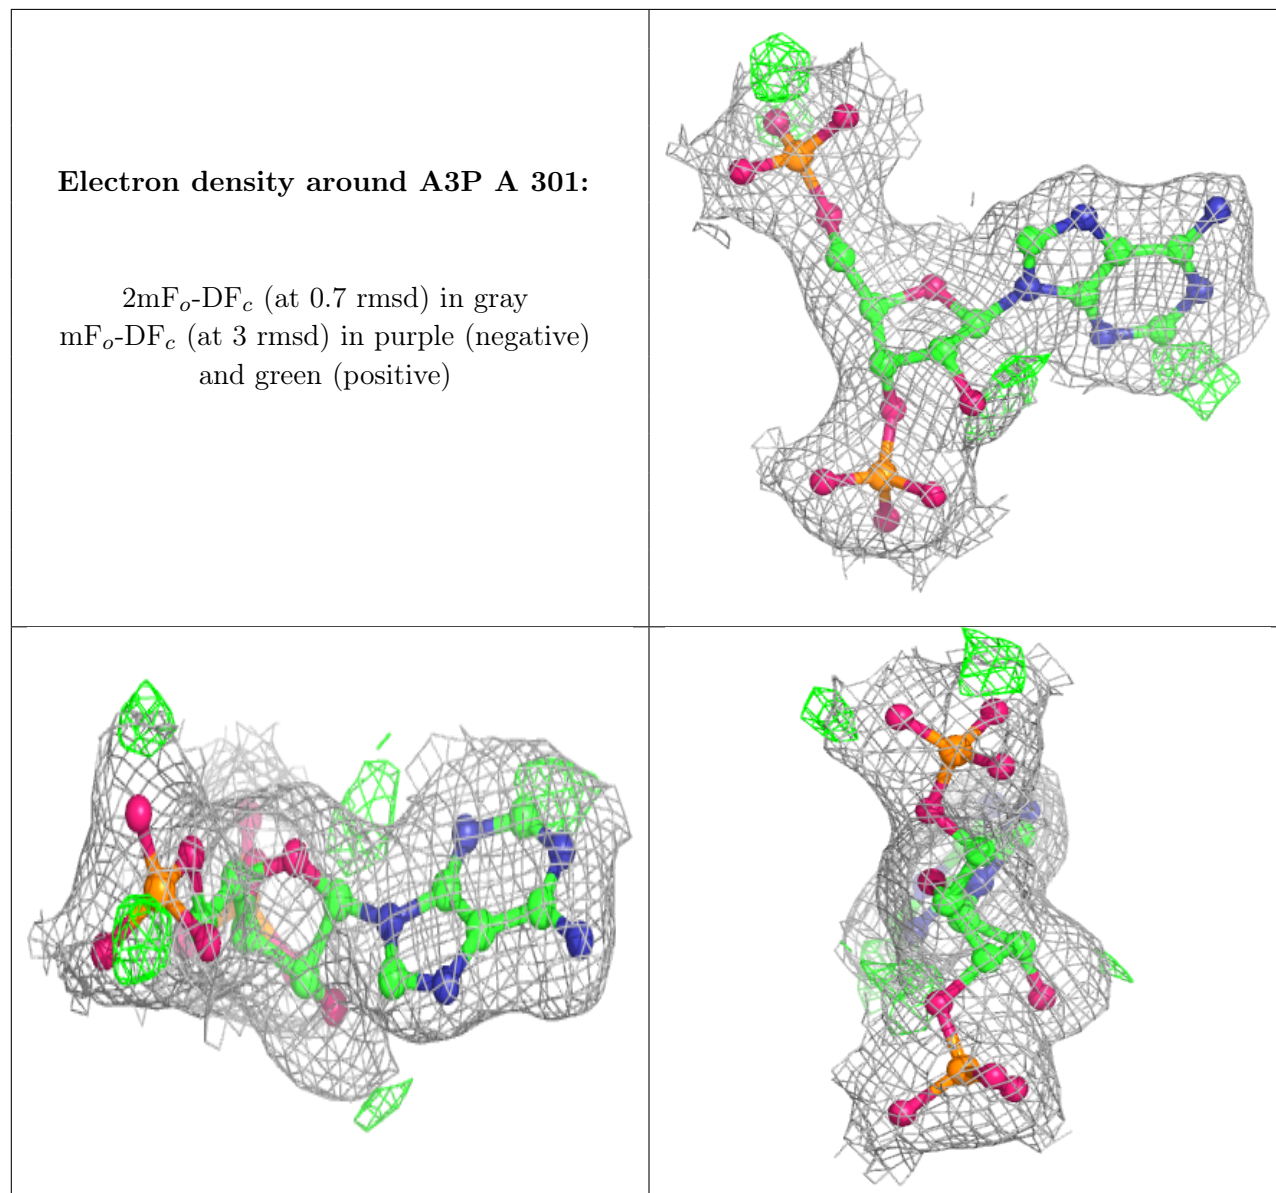 Electron density around A3P A 301:
2mFo-DFc (at 0.7 rmsd) in gray
mFo-DFc (at 3 rmsd) in purple (negative)
and green (positive)